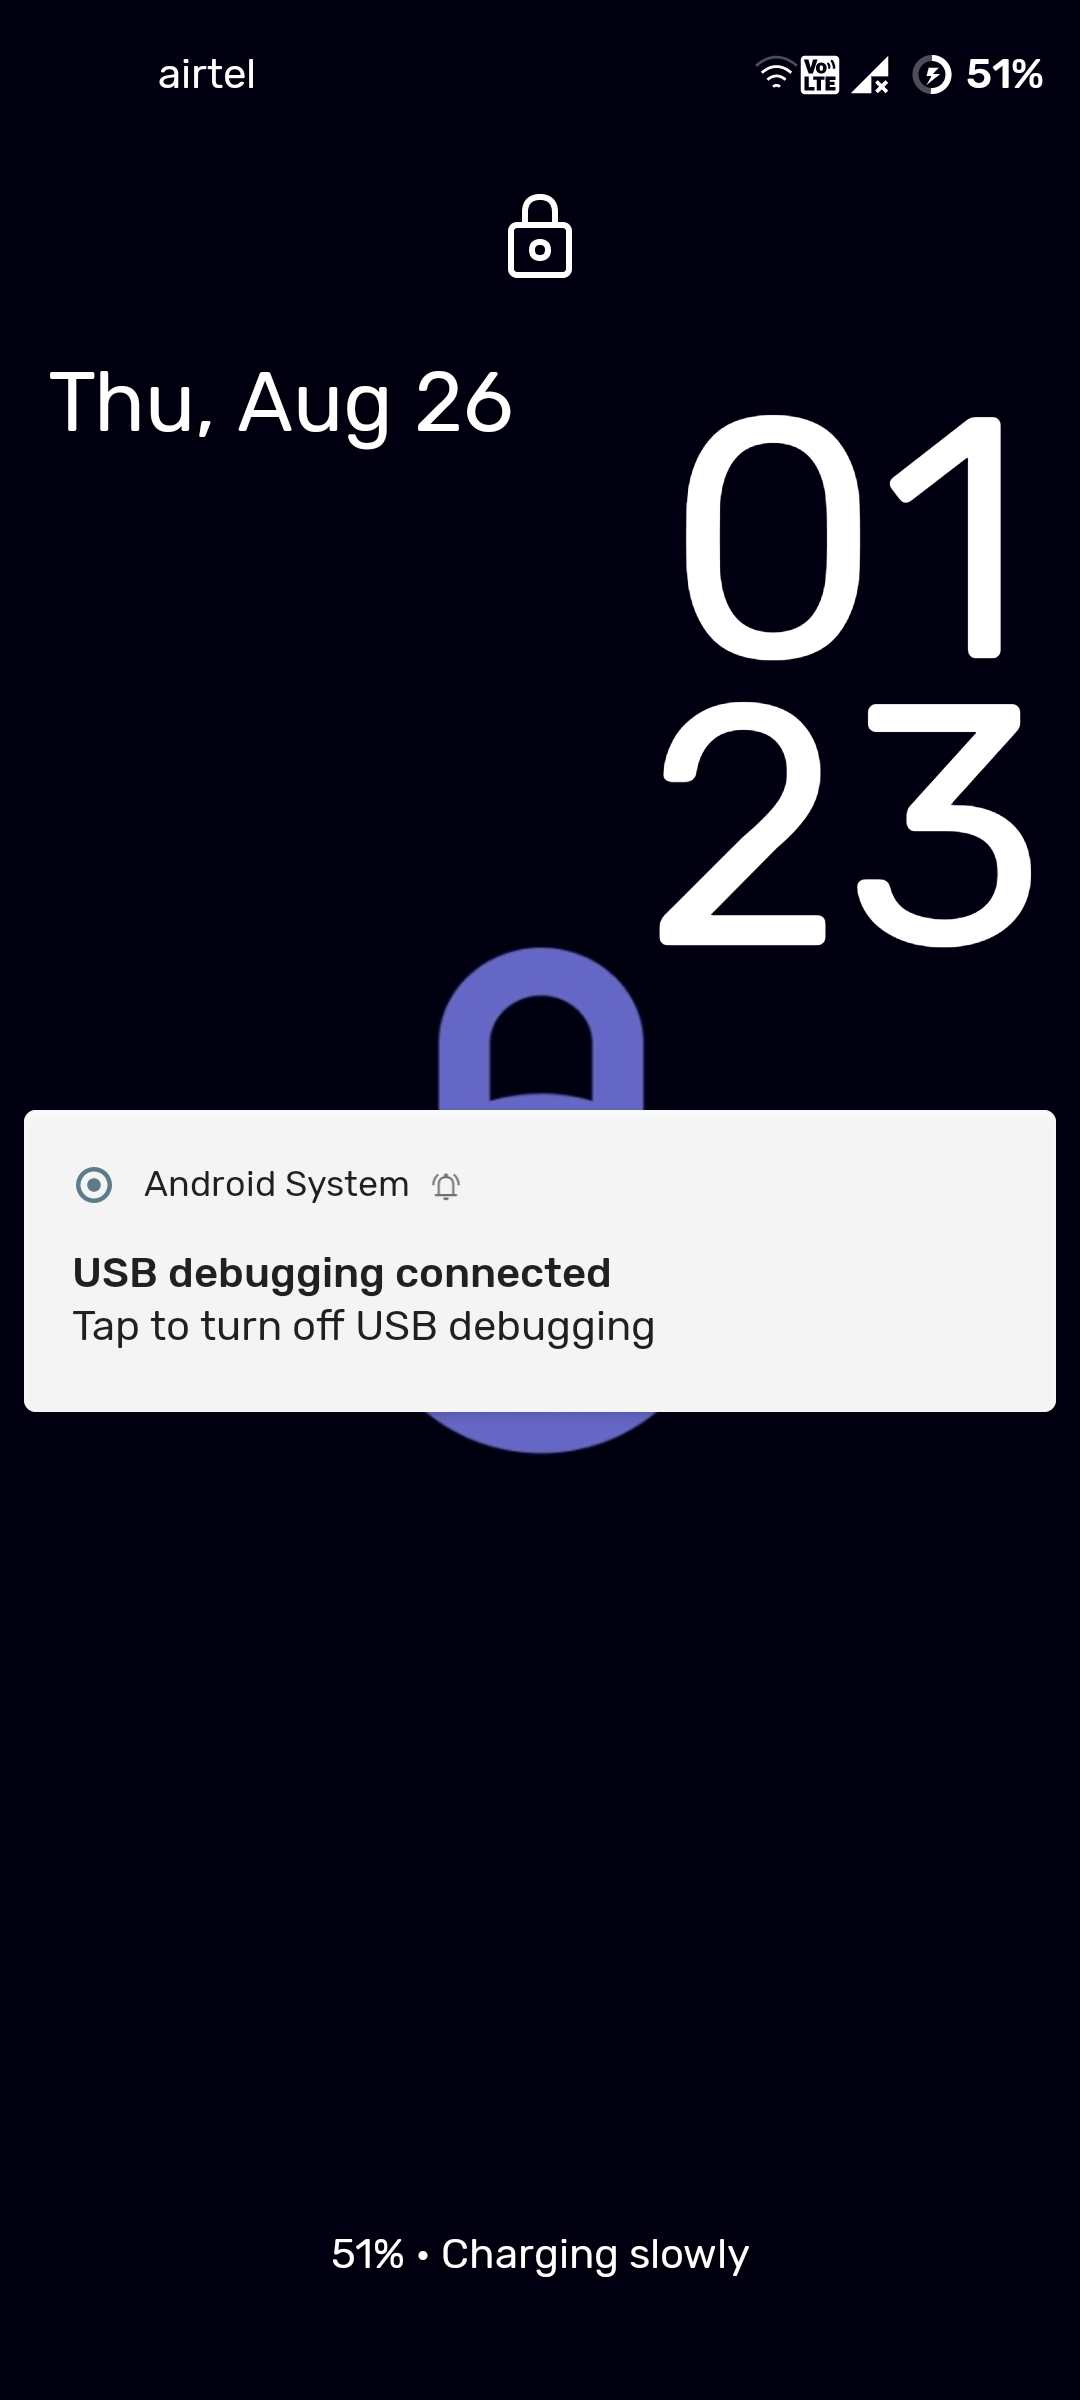 airtel
Vo LTE 51%
Thu, Aug 26
01
23
Android System
USB debugging connected
Tap to turn off USB debugging
51% • Charging slowly